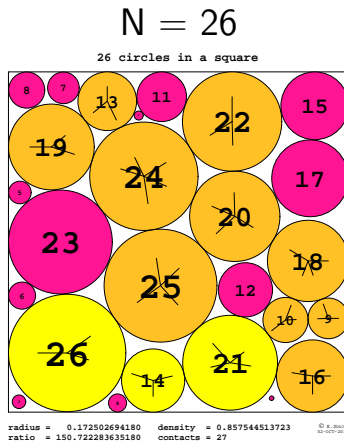 N = 26
26 circles in a square
8 7 13 11 15
22
19 24 17
5 20
23 18
25 12
6 10 9
26 14 21 16
4
radius = 0.172502694180 density = 0.857544513723
ratio = 150.722283635180 contacts = 27